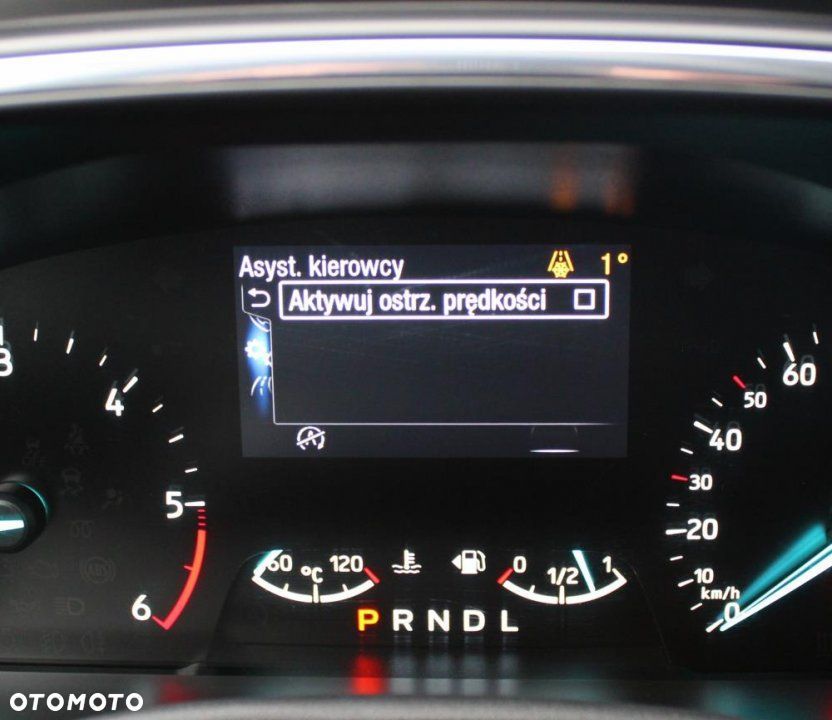 Asyst. kierowcy 1°
Aktywuj ostrz. prędkości
A
3
4
5
6
60 °C 120
0 1/2 1
P R N D L
60
50
40
30
20
10
km/h
0
OTOMOTO